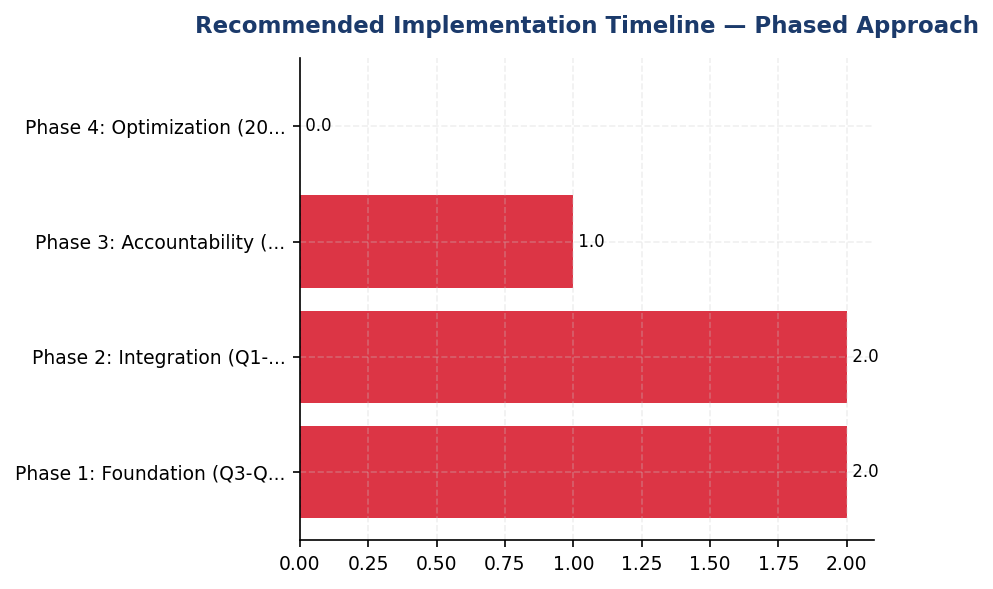 Recommended Implementation Timeline — Phased Approach
Phase 4: Optimization (20...
0.0
Phase 3: Accountability (...
1.0
Phase 2: Integration (Q1-...
2.0
Phase 1: Foundation (Q3-Q...
2.0
0.00 0.25 0.50 0.75 1.00 1.25 1.50 1.75 2.00